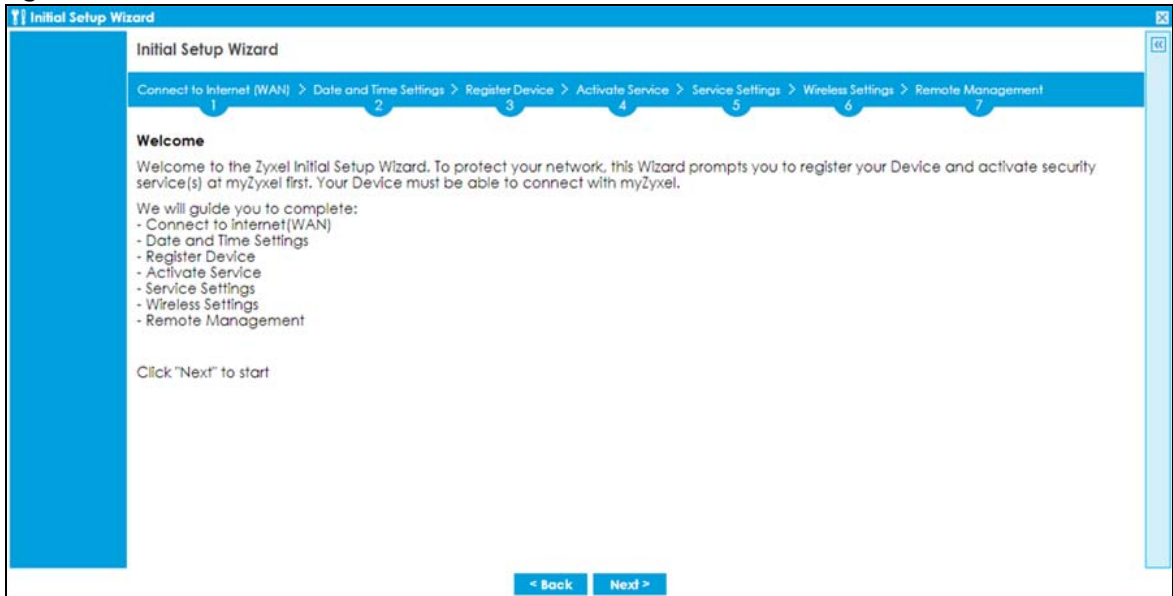 Initial Setup Wizard
Initial Setup Wizard
Connect to Internet (WAN) > Date and Time Settings > Register Device > Activate Service > Service Settings > Wireless Settings > Remote Management
1 2 3 4 5 6 7
Welcome
Welcome to the Zyxel Initial Setup Wizard. To protect your network, this Wizard prompts you to register your Device and activate security
service(s) at myZyxel first. Your Device must be able to connect with myZyxel.
We will guide you to complete:
- Connect to internet(WAN)
- Date and Time Settings
- Register Device
- Activate Service
- Service Settings
- Wireless Settings
- Remote Management
Click "Next" to start
< Back Next >